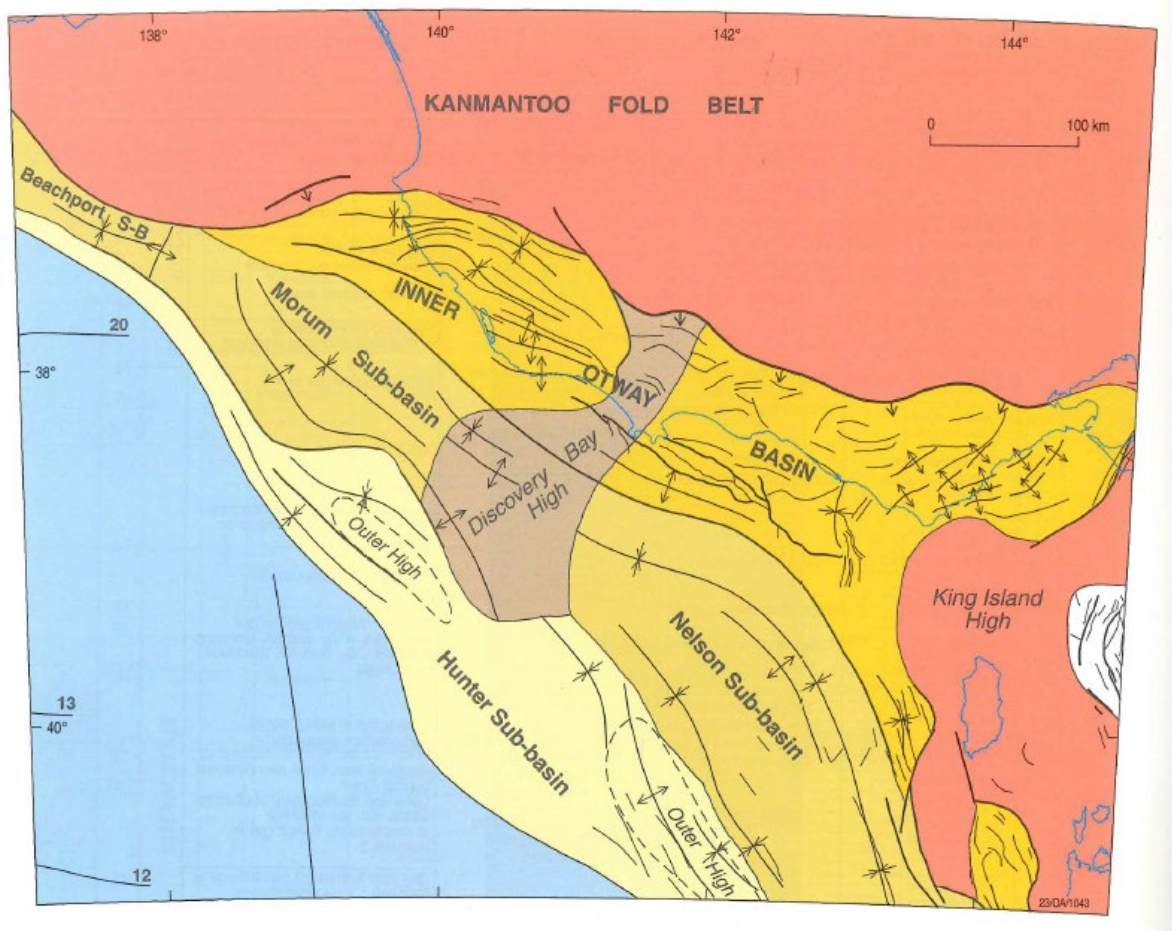 138°
140°
142°
144°
KANMANTOO FOLD BELT
0 100 km
Beachport S-B
INNER
Morum
Sub-basin
20
38°
OTWAY
BASIN
Discovery Bay
High
Outer High
King Island
High
Nelson Sub-basin
Hunter Sub-basin
13
40°
Outer
High
12
23/OA/1043